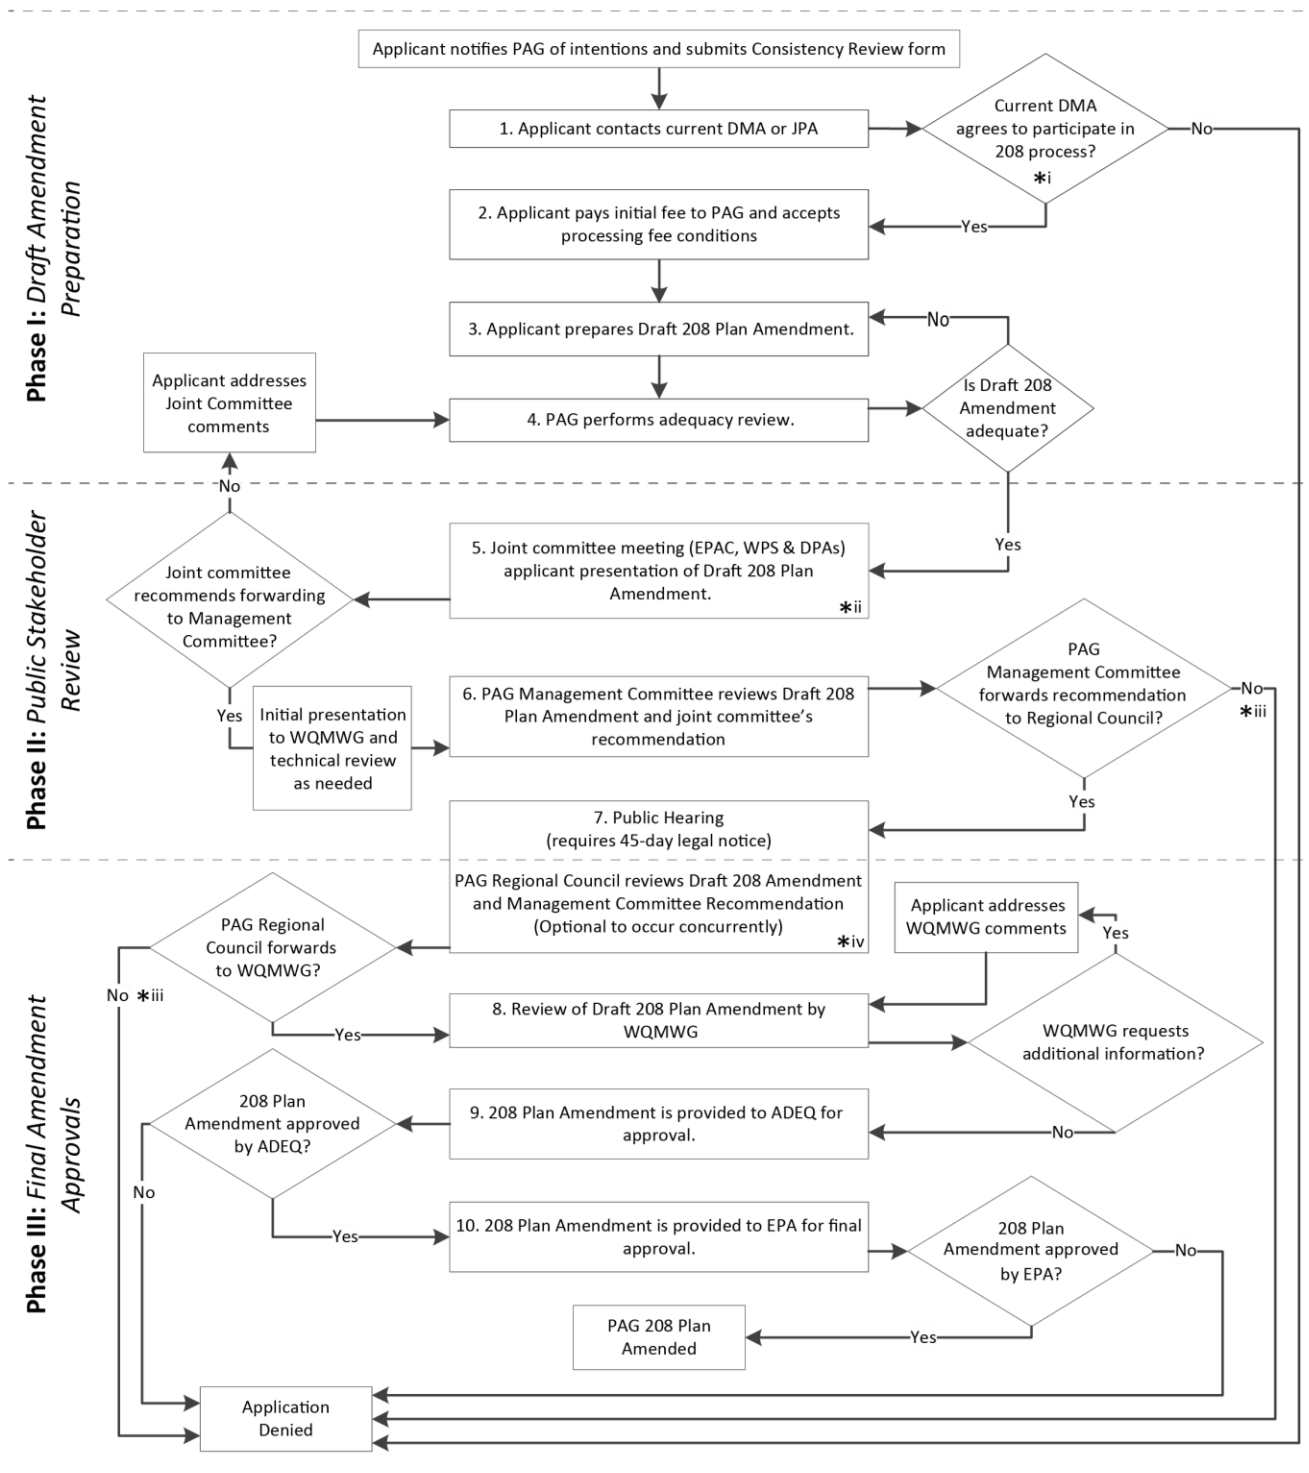 Phase I: Draft Amendment
Preparation
Applicant notifies PAG of intentions and submits Consistency Review form
1. Applicant contacts current DMA or JPA
Current DMA
agrees to participate in
208 process?
*i
No
Yes
2. Applicant pays initial fee to PAG and accepts
processing fee conditions
3. Applicant prepares Draft 208 Plan Amendment.
No
Is Draft 208
Amendment
adequate?
4. PAG performs adequacy review.
Applicant addresses
Joint Committee
comments
No
Yes
Phase II: Public Stakeholder
Review
5. Joint committee meeting (EPAC, WPS & DPAs)
applicant presentation of Draft 208 Plan
Amendment.
*ii
Joint committee
recommends forwarding
to Management
Committee?
Yes
Initial presentation
to WQMWG and
technical review
as needed
6. PAG Management Committee reviews Draft 208
Plan Amendment and joint committee’s
recommendation
PAG
Management Committee
forwards recommendation
to Regional Council?
No
*iii
Yes
7. Public Hearing
(requires 45-day legal notice)
Phase III: Final Amendment
Approvals
PAG Regional Council reviews Draft 208 Amendment
and Management Committee Recommendation
(Optional to occur concurrently)
*iv
PAG Regional
Council forwards
to WQMWG?
No *iii
Yes
8. Review of Draft 208 Plan Amendment by
WQMWG
Applicant addresses
WQMWG comments
Yes
WQMWG requests
additional information?
No
9. 208 Plan Amendment is provided to ADEQ for
approval.
208 Plan
Amendment approved
by ADEQ?
No
Yes
10. 208 Plan Amendment is provided to EPA for final
approval.
208 Plan
Amendment approved
by EPA?
No
Yes
PAG 208 Plan
Amended
Application
Denied